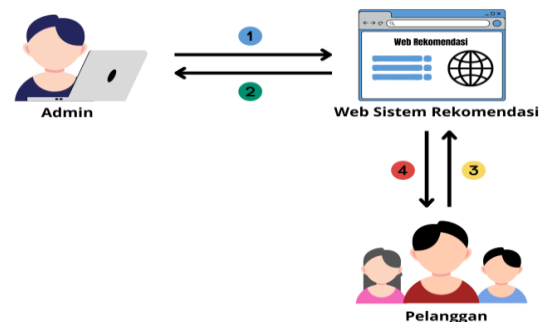 1
Web Rekomendasi
2
Admin
Web Sistem Rekomendasi
4
3
Pelanggan